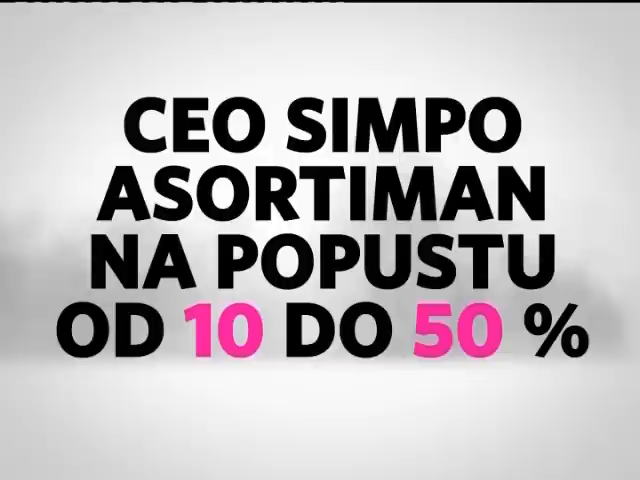 CEO SIMPO
ASORTIMAN
NA POPUSTU
OD 10 DO 50 %